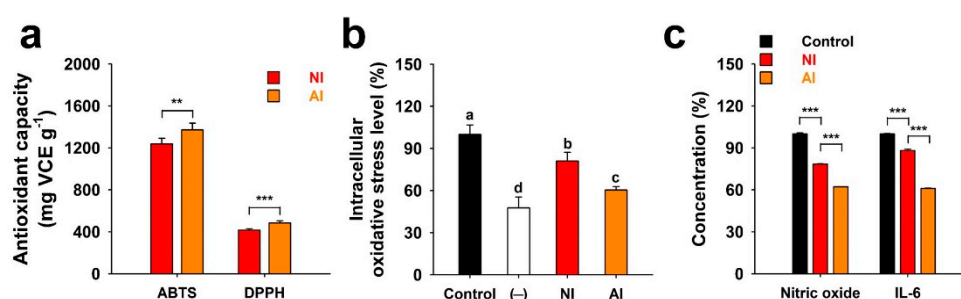 a
Antioxidant capacity
(mg VCE g-1)
2000
1600
1200
800
400
0
NI
AI
**
***
ABTS
DPPH
b
Intracellular
oxidative stress level (%)
150
120
90
60
30
0
a
d
b
c
Control
(–)
NI
AI
c
Control
NI
AI
Concentration (%)
150
120
90
60
30
0
***
***
***
***
Nitric oxide
IL-6